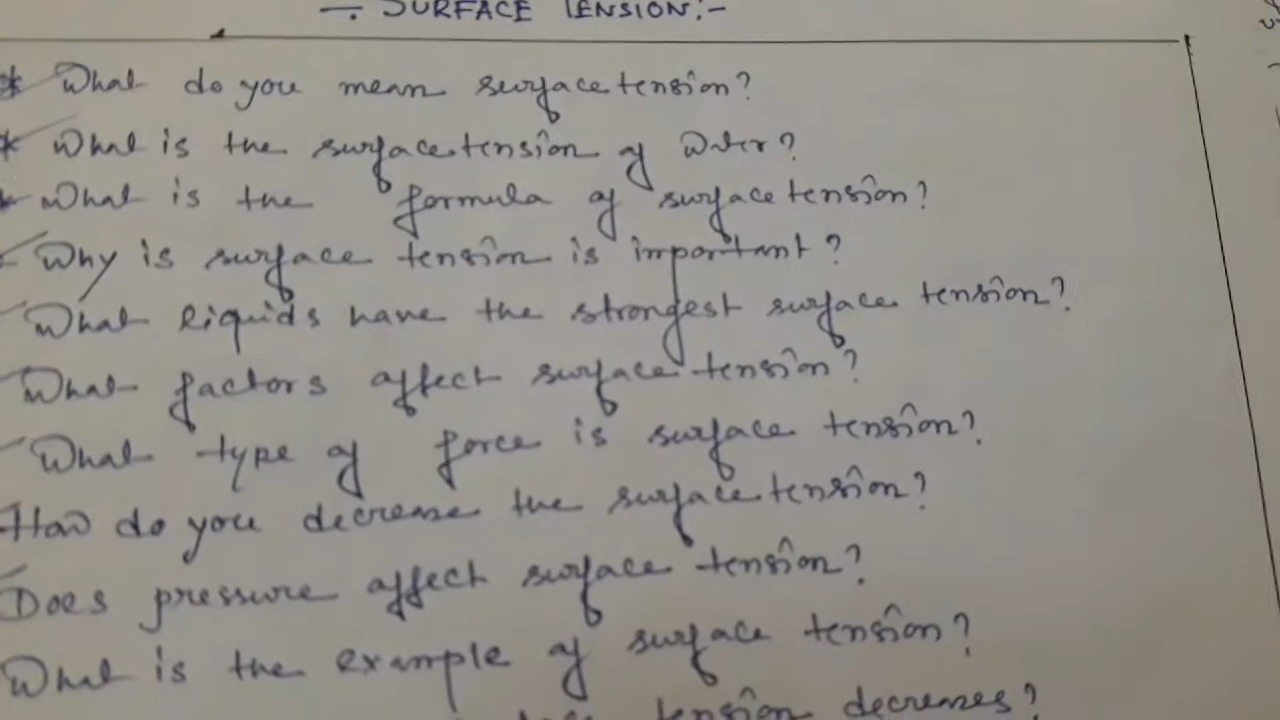 —: SURFACE TENSION:-
* What do you mean surface tension?
* What is the surface tension of Water?
* What is the formula of surface tension?
Why is surface tension is important?
What liquids have the strongest surface tension?
What factors affect surface tension?
What type of force is surface tension?
How do you decrease the surface tension?
Does pressure affect surface tension?
What is the example of surface tension?
tension decreases?